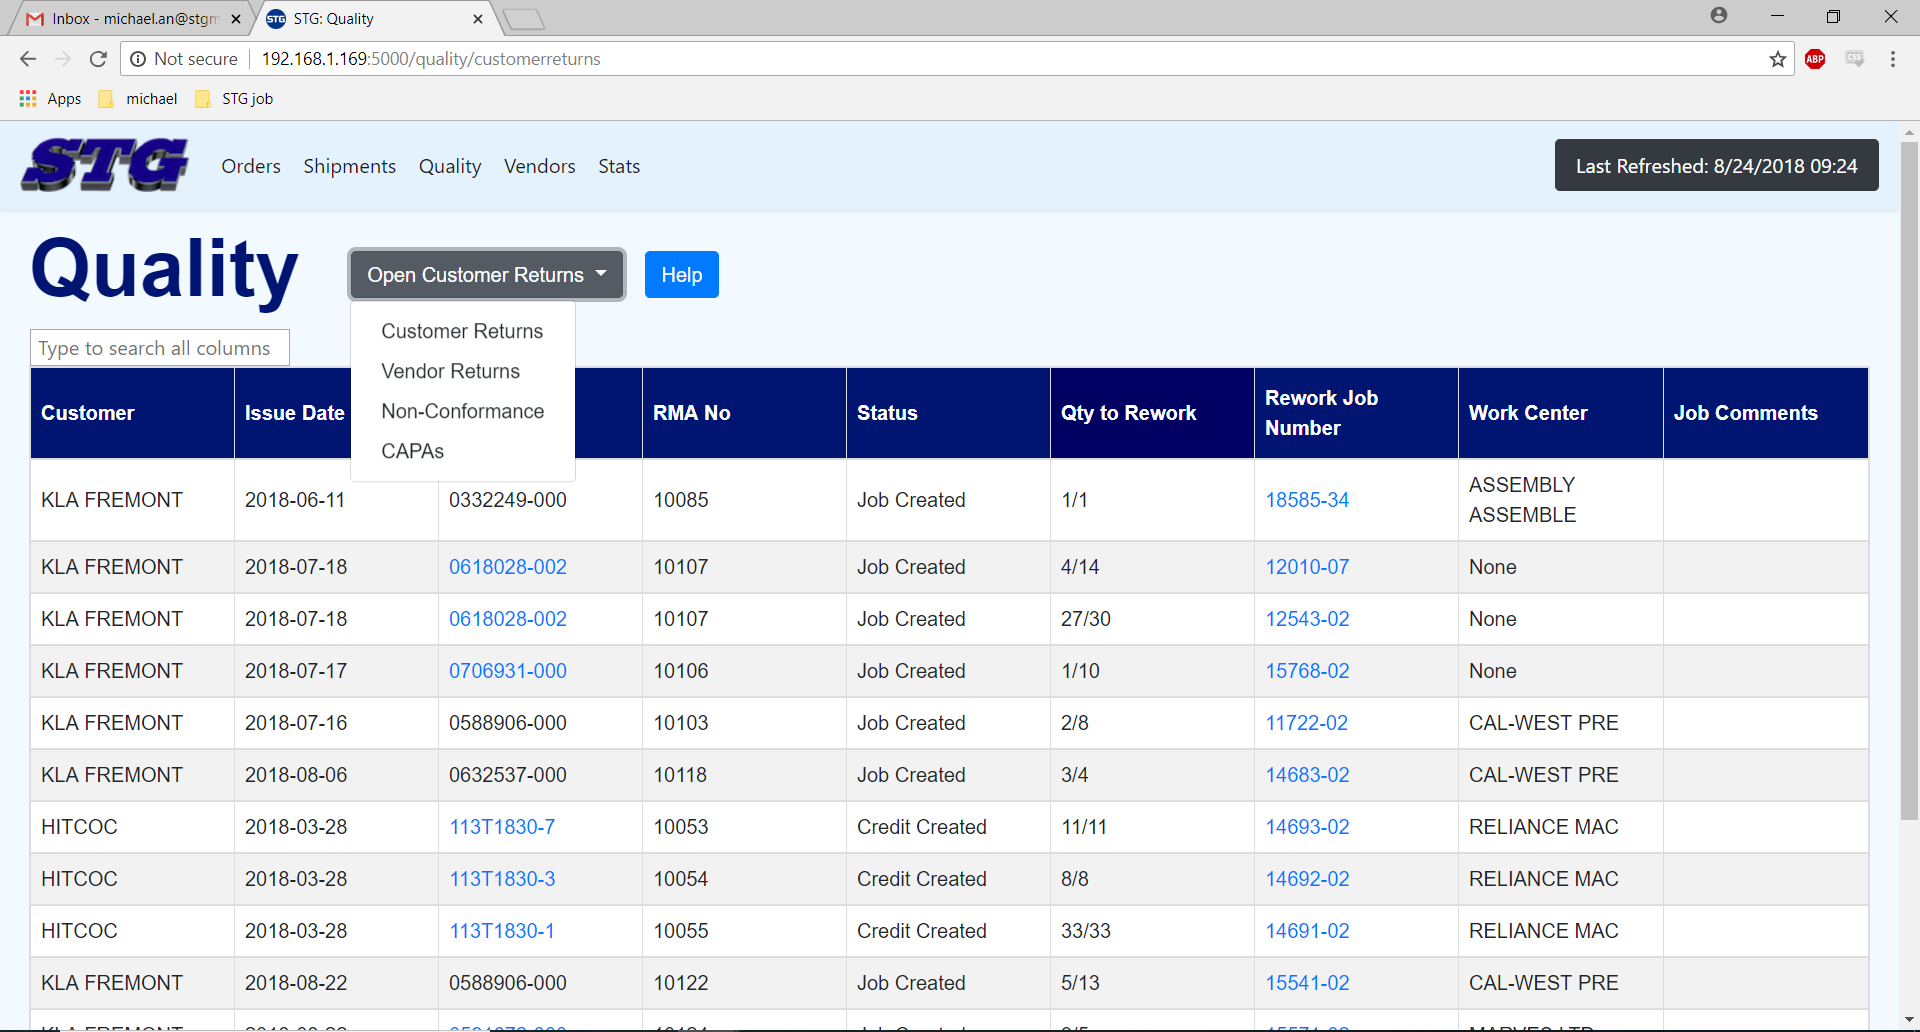 Inbox - michael.an@stgm
STG: Quality
Not secure
192.168.1.169:5000/quality/customerreturns
ABP
CSS
Apps
michael
STG job
STG
Orders
Shipments
Quality
Vendors
Stats
Last Refreshed: 8/24/2018 09:24
Quality
Open Customer Returns
Help
Customer Returns
Vendor Returns
Non-Conformance
CAPAs
Type to search all columns
Customer
Issue Date
RMA No
Status
Qty to Rework
Rework Job
Number
Work Center
Job Comments
KLA FREMONT 2018-06-11 0332249-000 10085 Job Created 1/1 18585-34 ASSEMBLY
ASSEMBLE
KLA FREMONT 2018-07-18 0618028-002 10107 Job Created 4/14 12010-07 None
KLA FREMONT 2018-07-18 0618028-002 10107 Job Created 27/30 12543-02 None
KLA FREMONT 2018-07-17 0706931-000 10106 Job Created 1/10 15768-02 None
KLA FREMONT 2018-07-16 0588906-000 10103 Job Created 2/8 11722-02 CAL-WEST PRE
KLA FREMONT 2018-08-06 0632537-000 10118 Job Created 3/4 14683-02 CAL-WEST PRE
HITCOC 2018-03-28 113T1830-7 10053 Credit Created 11/11 14693-02 RELIANCE MAC
HITCOC 2018-03-28 113T1830-3 10054 Credit Created 8/8 14692-02 RELIANCE MAC
HITCOC 2018-03-28 113T1830-1 10055 Credit Created 33/33 14691-02 RELIANCE MAC
KLA FREMONT 2018-08-22 0588906-000 10122 Job Created 5/13 15541-02 CAL-WEST PRE
KLA FREMONT Job Created